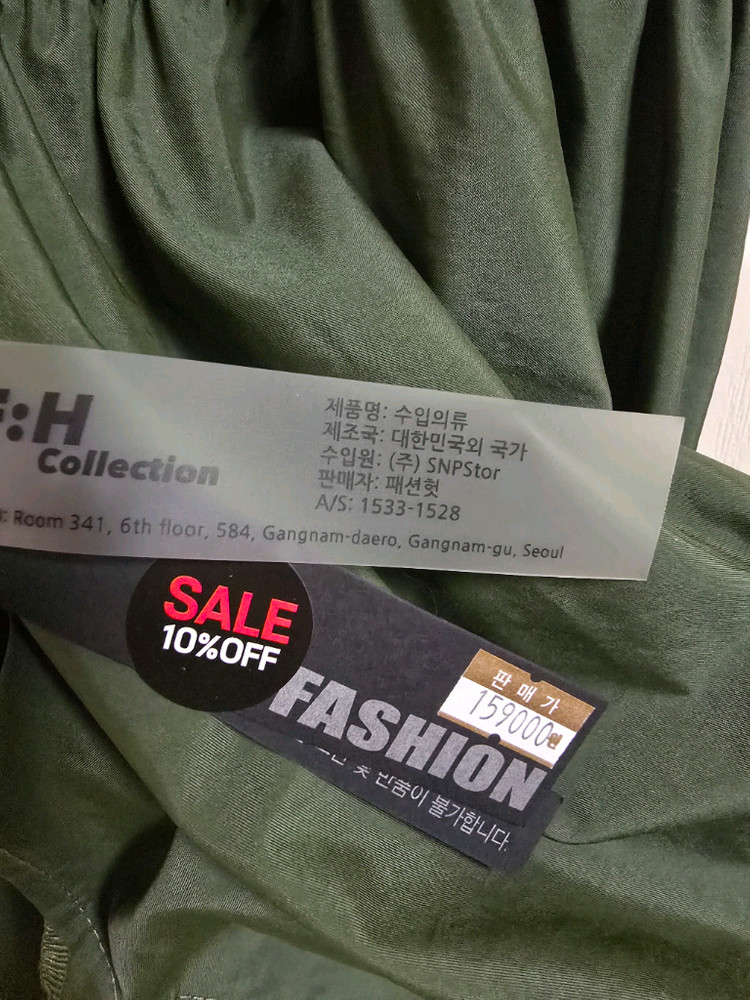 :H
Collection
제품명: 수입의류
제조국: 대한민국외 국가
수입원: (주) SNPStor
판매자: 패션헛
A/S: 1533-1528
: Room 341, 6th floor, 584, Gangnam-daero, Gangnam-gu, Seoul
SALE
10%OFF
판매가
159000원
FASHION
및 반품이 불가합니다.